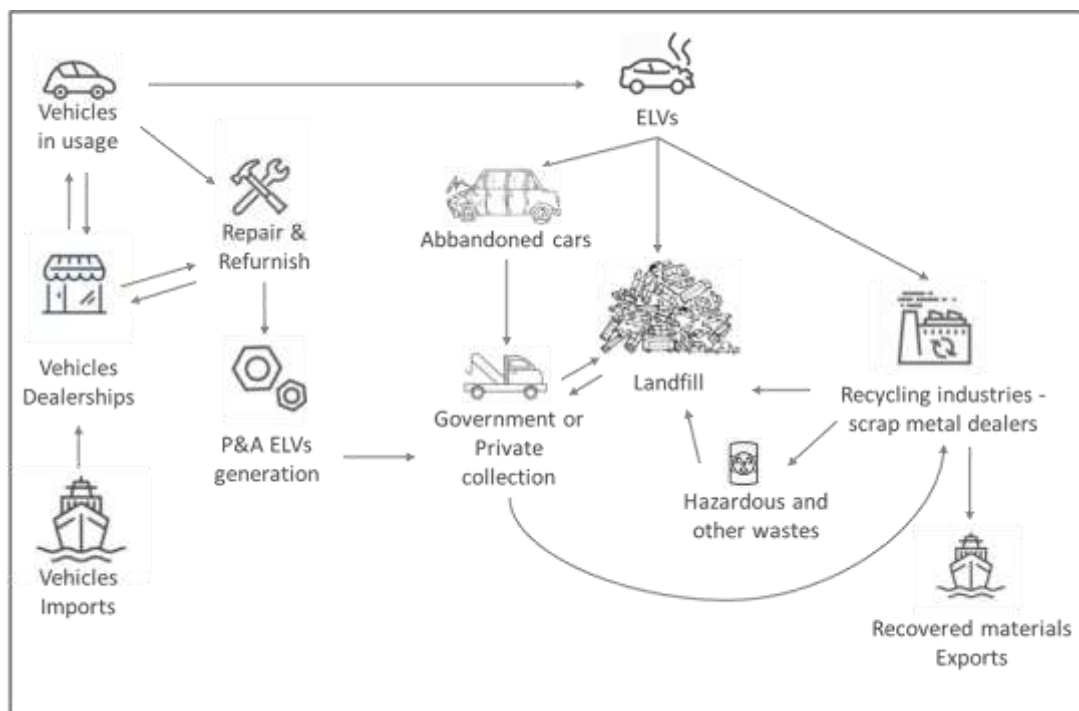 Vehicles
in usage
ELVs
Repair &
Refurnish
Abbandoned cars
Vehicles
Dealerships
P&A ELVs
generation
Government or
Private
collection
Landfill
Recycling industries -
scrap metal dealers
Hazardous and
other wastes
Vehicles
Imports
Recovered materials
Exports